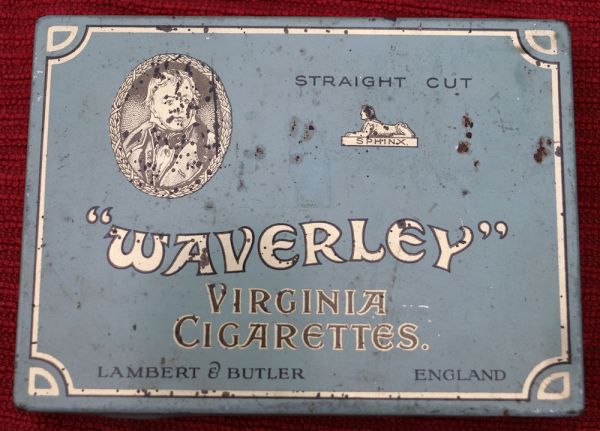 STRAIGHT CUT
SPHINX.
"WAVERLEY"
VIRGINIA
CIGARETTES.
LAMBERT & BUTLER ENGLAND